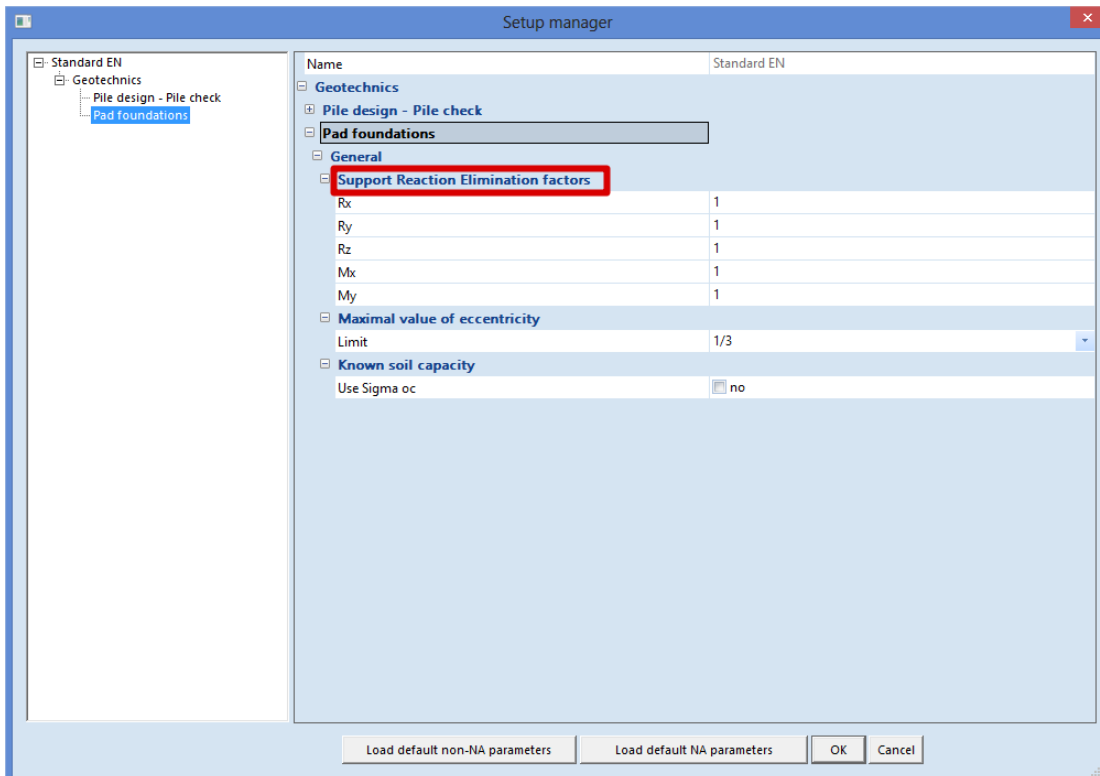 Setup manager
Standard EN
Geotechnics
Pile design - Pile check
Pad foundations
Name Standard EN
Geotechnics
Pile design - Pile check
Pad foundations
General
Support Reaction Elimination factors
Rx 1
Ry 1
Rz 1
Mx 1
My 1
Maximal value of eccentricity
Limit 1/3
Known soil capacity
Use Sigma oc no
Load default non-NA parameters Load default NA parameters OK Cancel